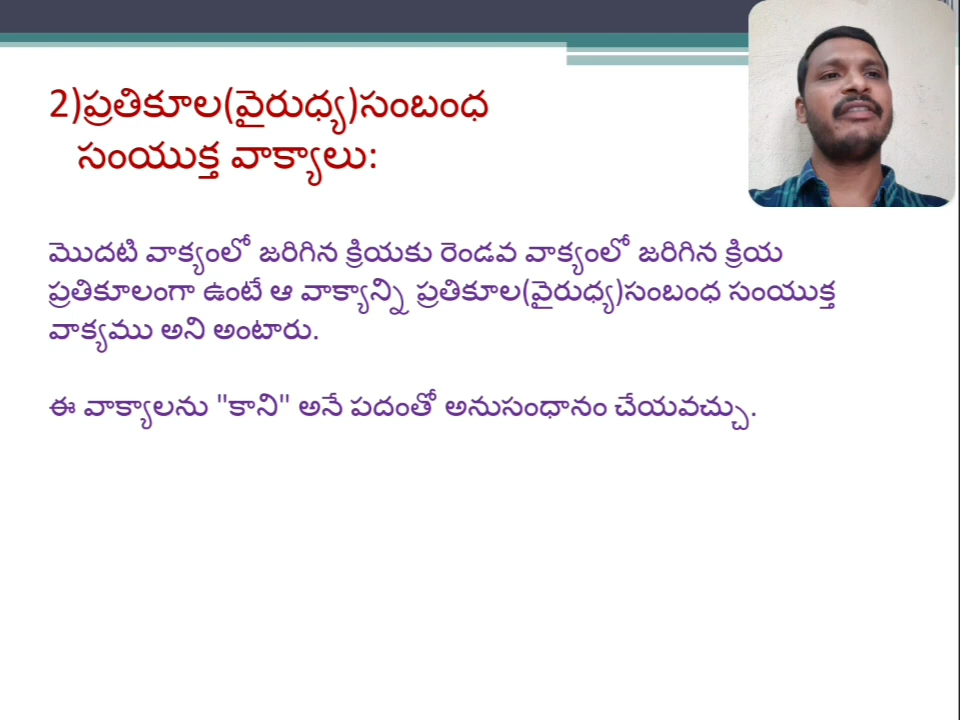 2)ప్రతికూల(వైరుధ్య)సంబంధ
సంయుక్త వాక్యాలు:
మొదటి వాక్యంలో జరిగిన క్రియకు రెండవ వాక్యంలో జరిగిన క్రియ
ప్రతికూలంగా ఉంటే ఆ వాక్యాన్ని ప్రతికూల(వైరుధ్య)సంబంధ సంయుక్త
వాక్యము అని అంటారు.
ఈ వాక్యాలను "కాని" అనే పదంతో అనుసంధానం చేయవచ్చు.